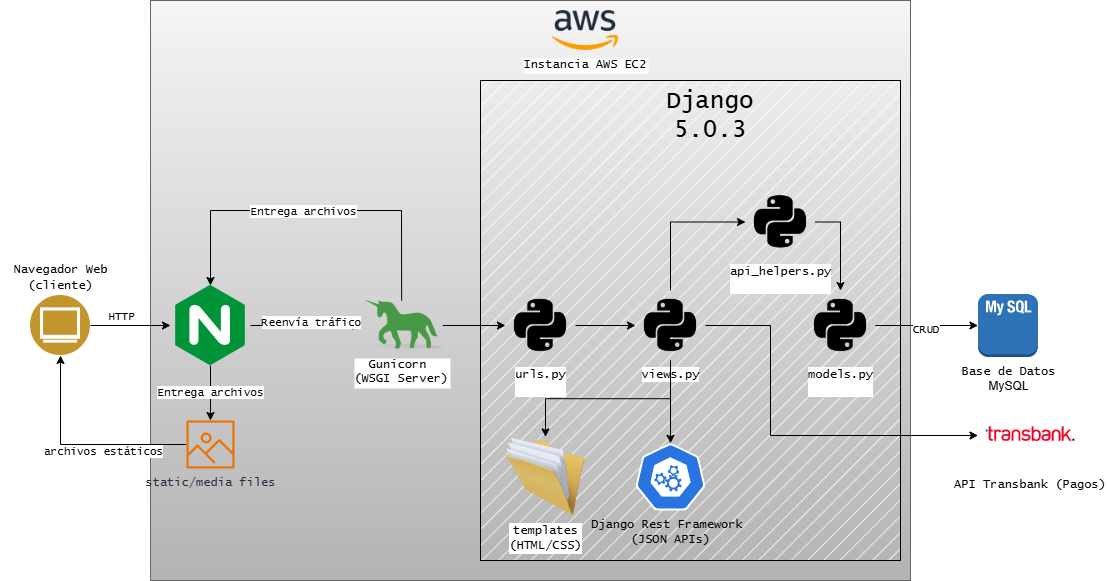 aws
Instancia AWS EC2
Django
5.0.3
Entrega archivos
api_helpers.py
Navegador Web
(cliente)
HTTP
N
Reenvía tráfico
Gunicorn
(WSGI Server)
urls.py
views.py
models.py
CRUD
My SQL
Base de Datos
MySQL
Entrega archivos
archivos estáticos
static/media files
templates
(HTML/CSS)
Django Rest Framework
(JSON APIs)
transbank.
API Transbank (Pagos)